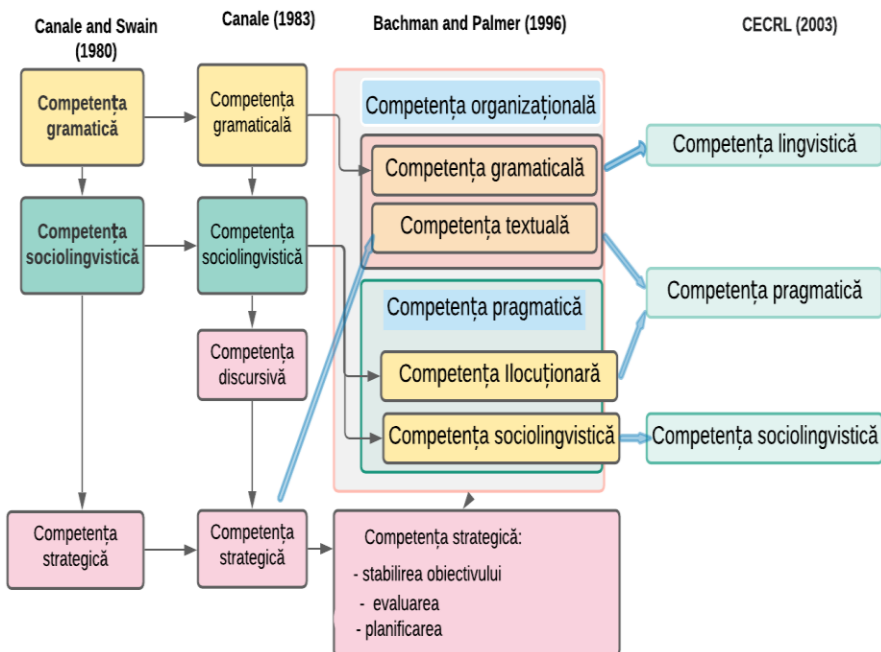 Canale and Swain
(1980)
Canale (1983)
Bachman and Palmer (1996)
CECRL (2003)
Competența
gramatică
Competența
sociolingvistică
Competența
strategică
Competența
gramaticală
Competența
sociolingvistică
Competența
discursivă
Competența
strategică
Competența organizațională
Competența gramaticală
Competența textuală
Competența pragmatică
Competența Ilocuționară
Competența sociolingvistică
Competența strategică:
- stabilirea obiectivului
- evaluarea
- planificarea
Competența lingvistică
Competența pragmatică
Competența sociolingvistică